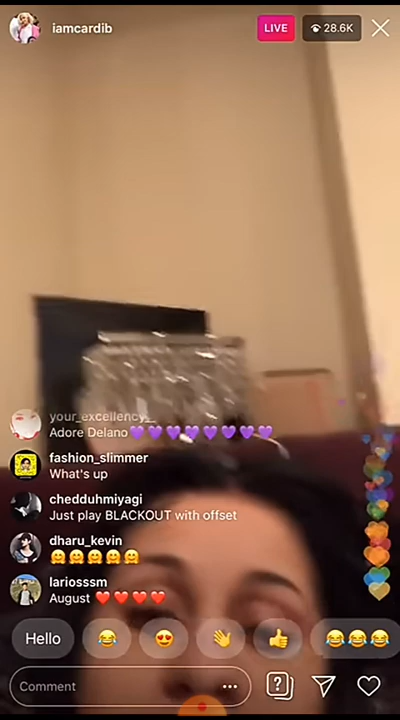 iamcardib
LIVE
28.6K
your_excellency__
Adore Delano💜💜💜💜💜💜💜💜
fashion_slimmer
What's up
chedduhmiyagi
Just play BLACKOUT with offset
dharu_kevin
🤗🤗🤗🤗🤗
lariosssm
August ❤️❤️❤️❤️
Hello
Comment